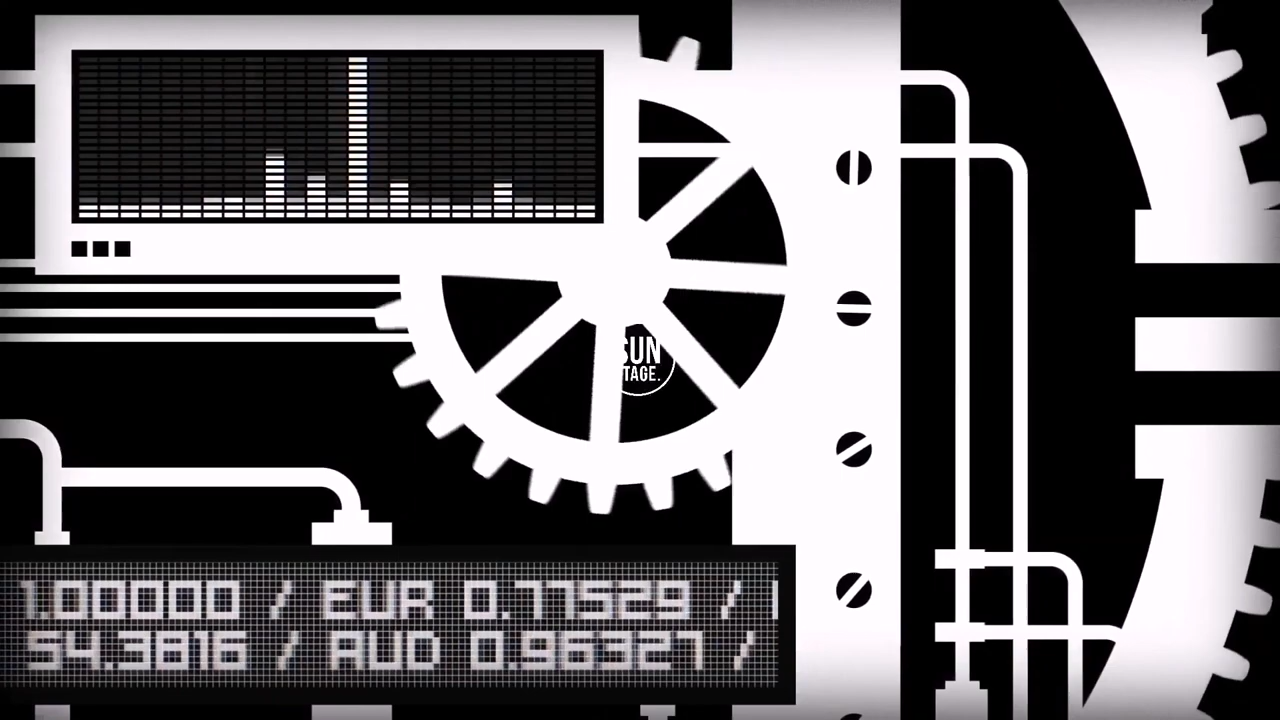 SUN
TAGE.
1.00000 / EUR 0.77529 /
54.3816 / AUD 0.96327 /